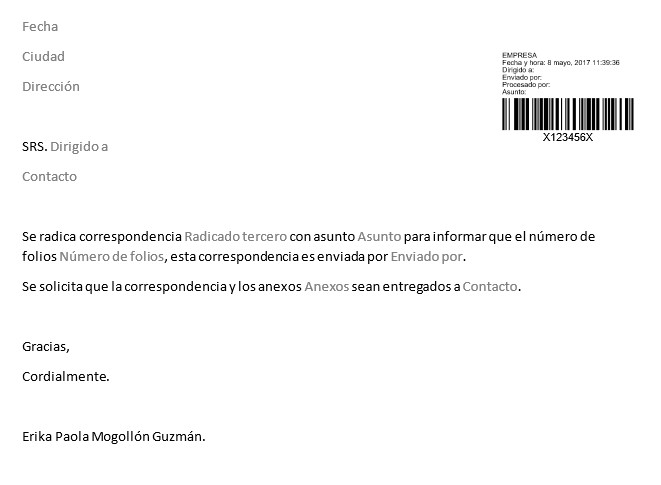 Fecha
Ciudad
Dirección
EMPRESA
Fecha y hora: 8 mayo, 2017 11:39:36
Dirigido a:
Enviado por:
Procesado por:
Asunto:
X123456X
SRS. Dirigido a
Contacto
Se radica correspondencia Radicado tercero con asunto Asunto para informar que el número de
folios Número de folios, esta correspondencia es enviada por Enviado por.
Se solicita que la correspondencia y los anexos Anexos sean entregados a Contacto.
Gracias,
Cordialmente.
Erika Paola Mogollón Guzmán.